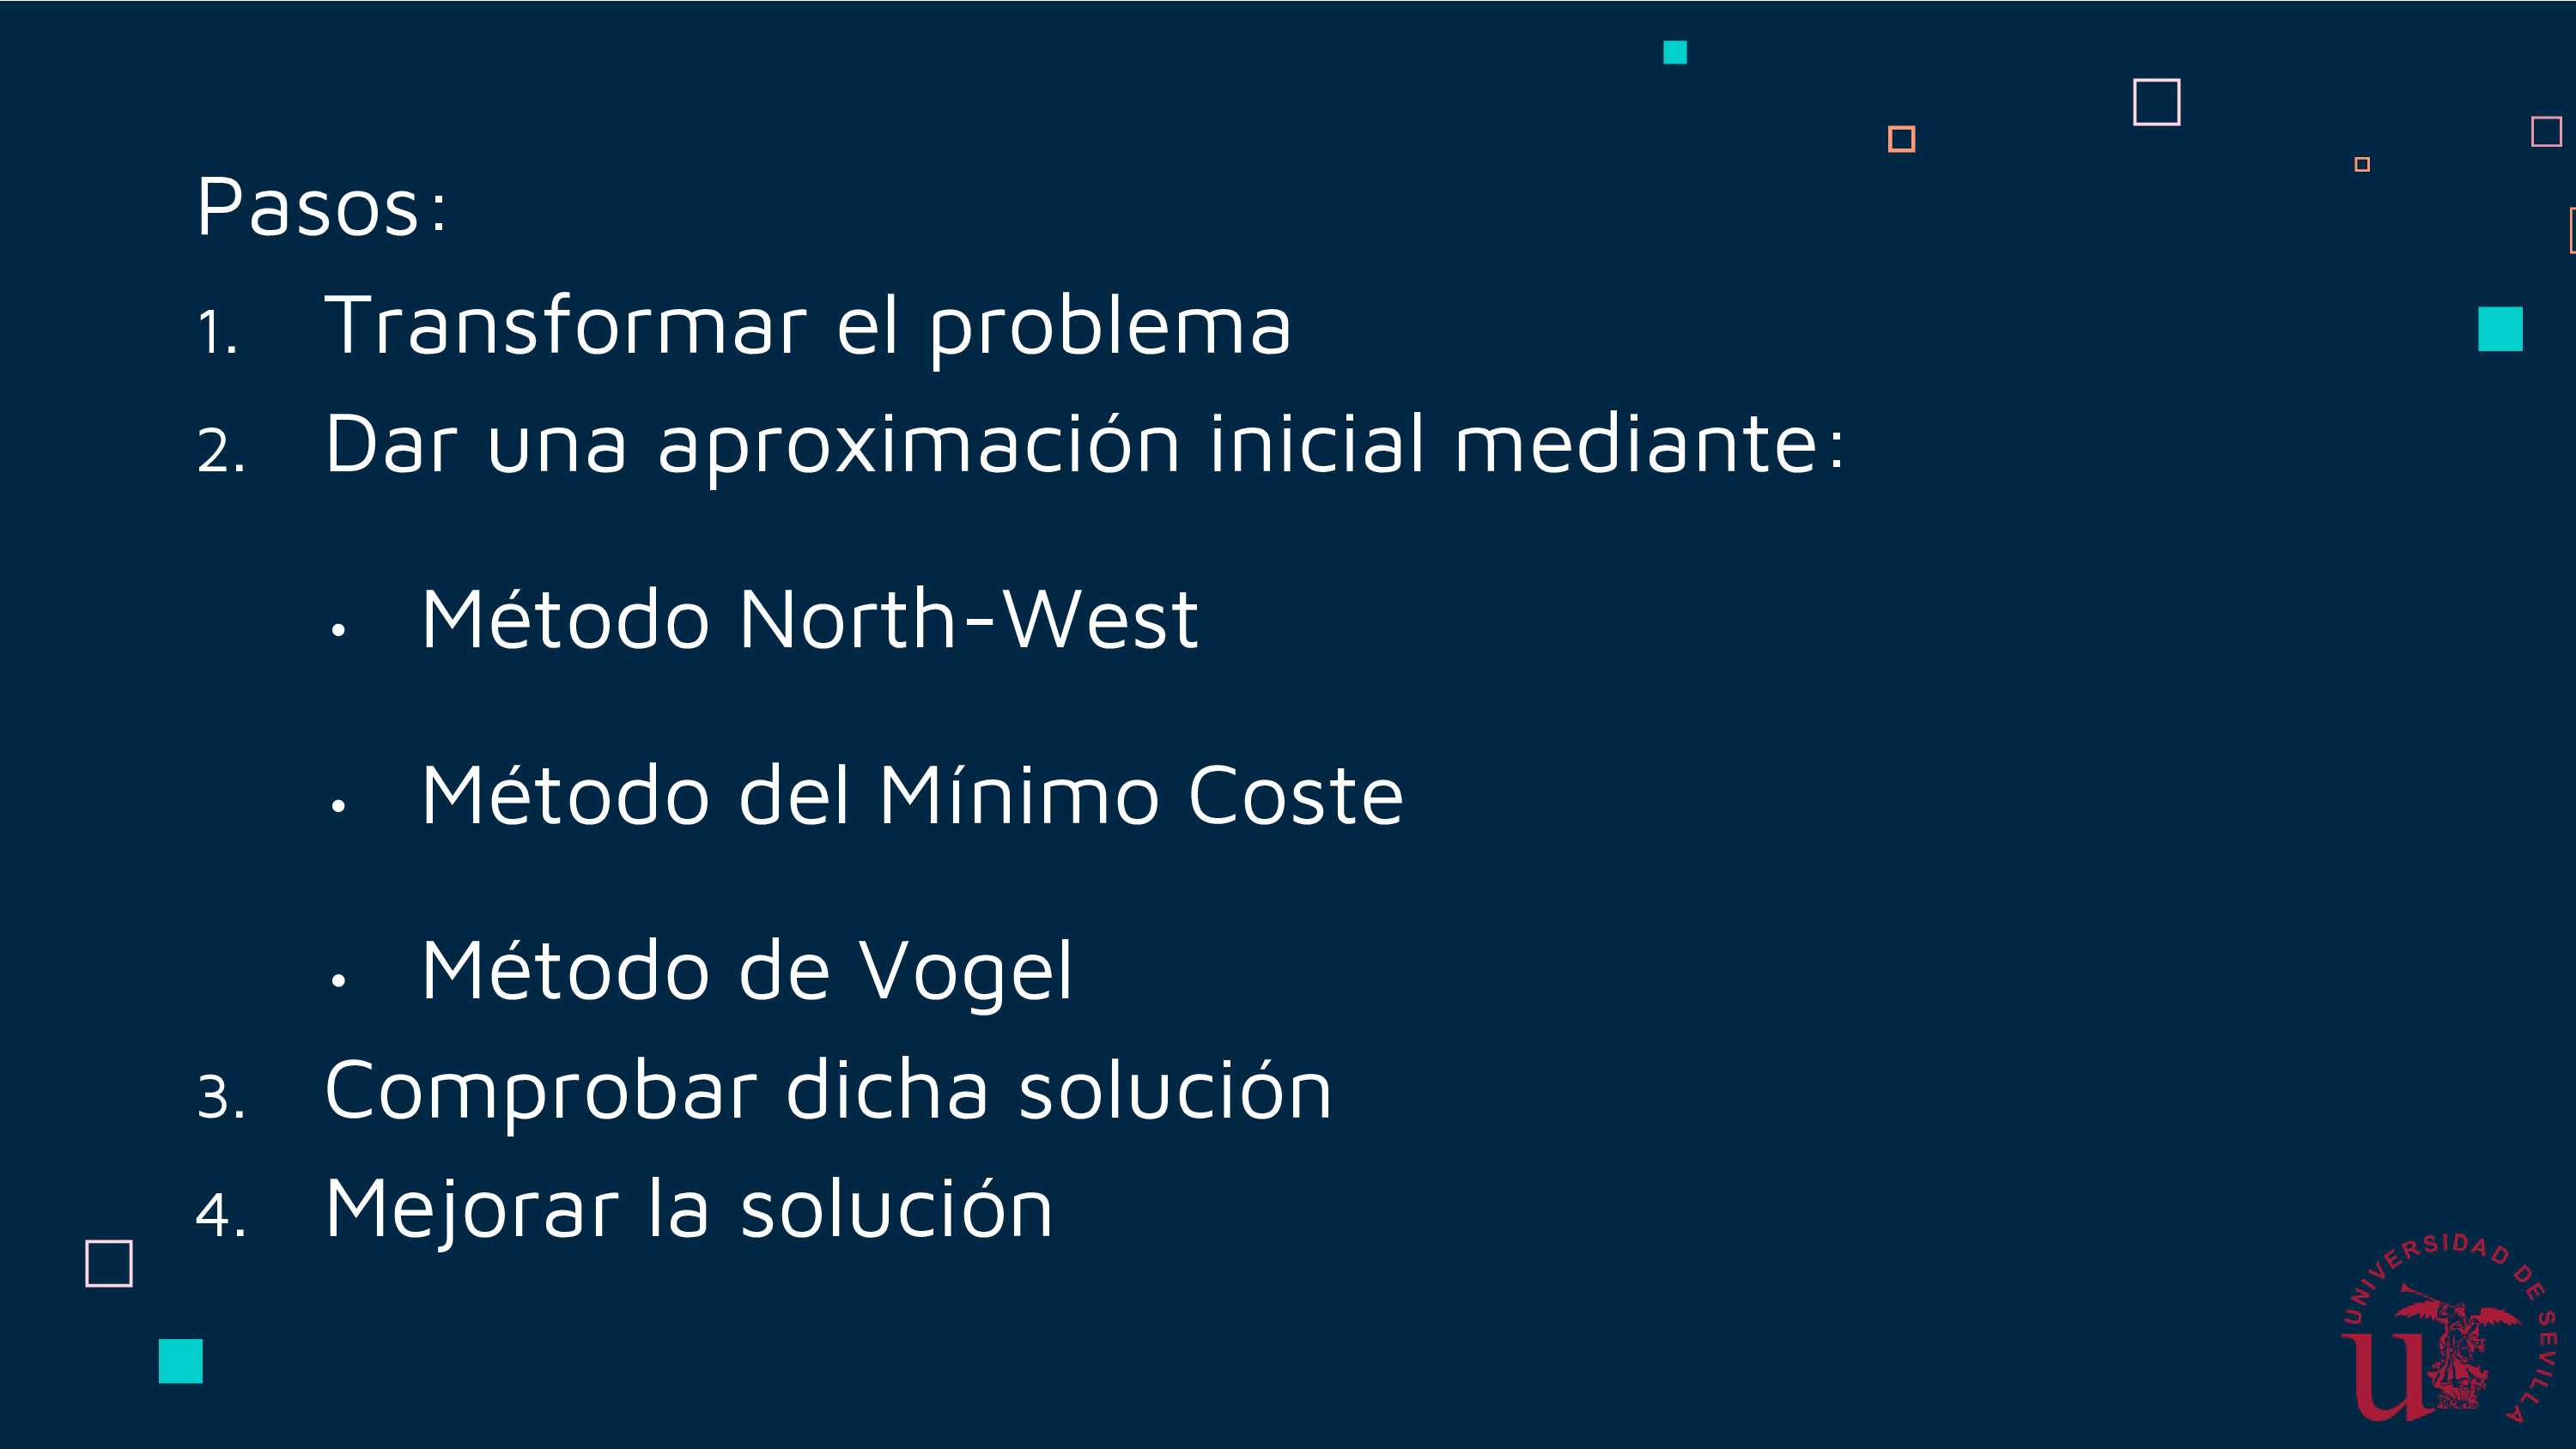 Pasos:
1. Transformar el problema
2. Dar una aproximación inicial mediante:
• Método North-West
• Método del Mínimo Coste
• Método de Vogel
3. Comprobar dicha solución
4. Mejorar la solución
UNIVERSIDAD DE SEVILLA
u